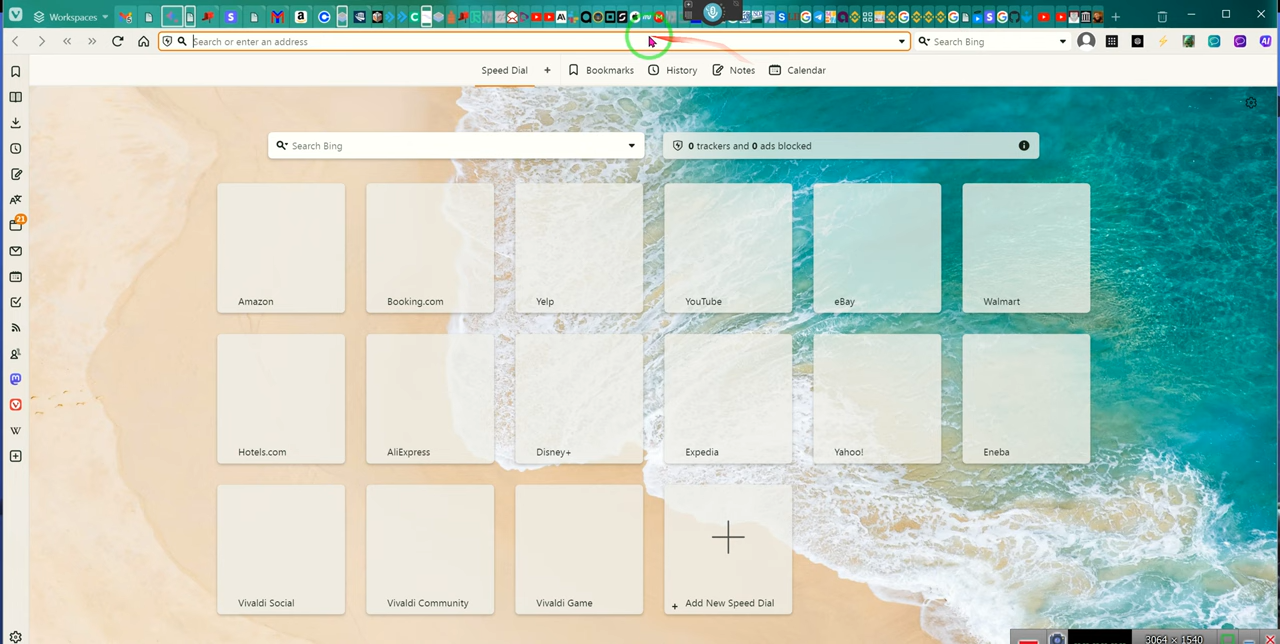 Workspaces
Search or enter an address
Search Bing
Speed Dial
Bookmarks
History
Notes
Calendar
Search Bing
0 trackers and 0 ads blocked
21
Amazon
Booking.com
Yelp
YouTube
eBay
Walmart
Hotels.com
AliExpress
Disney+
Expedia
Yahoo!
Eneba
Vivaldi Social
Vivaldi Community
Vivaldi Game
+ Add New Speed Dial
3064 × 1540